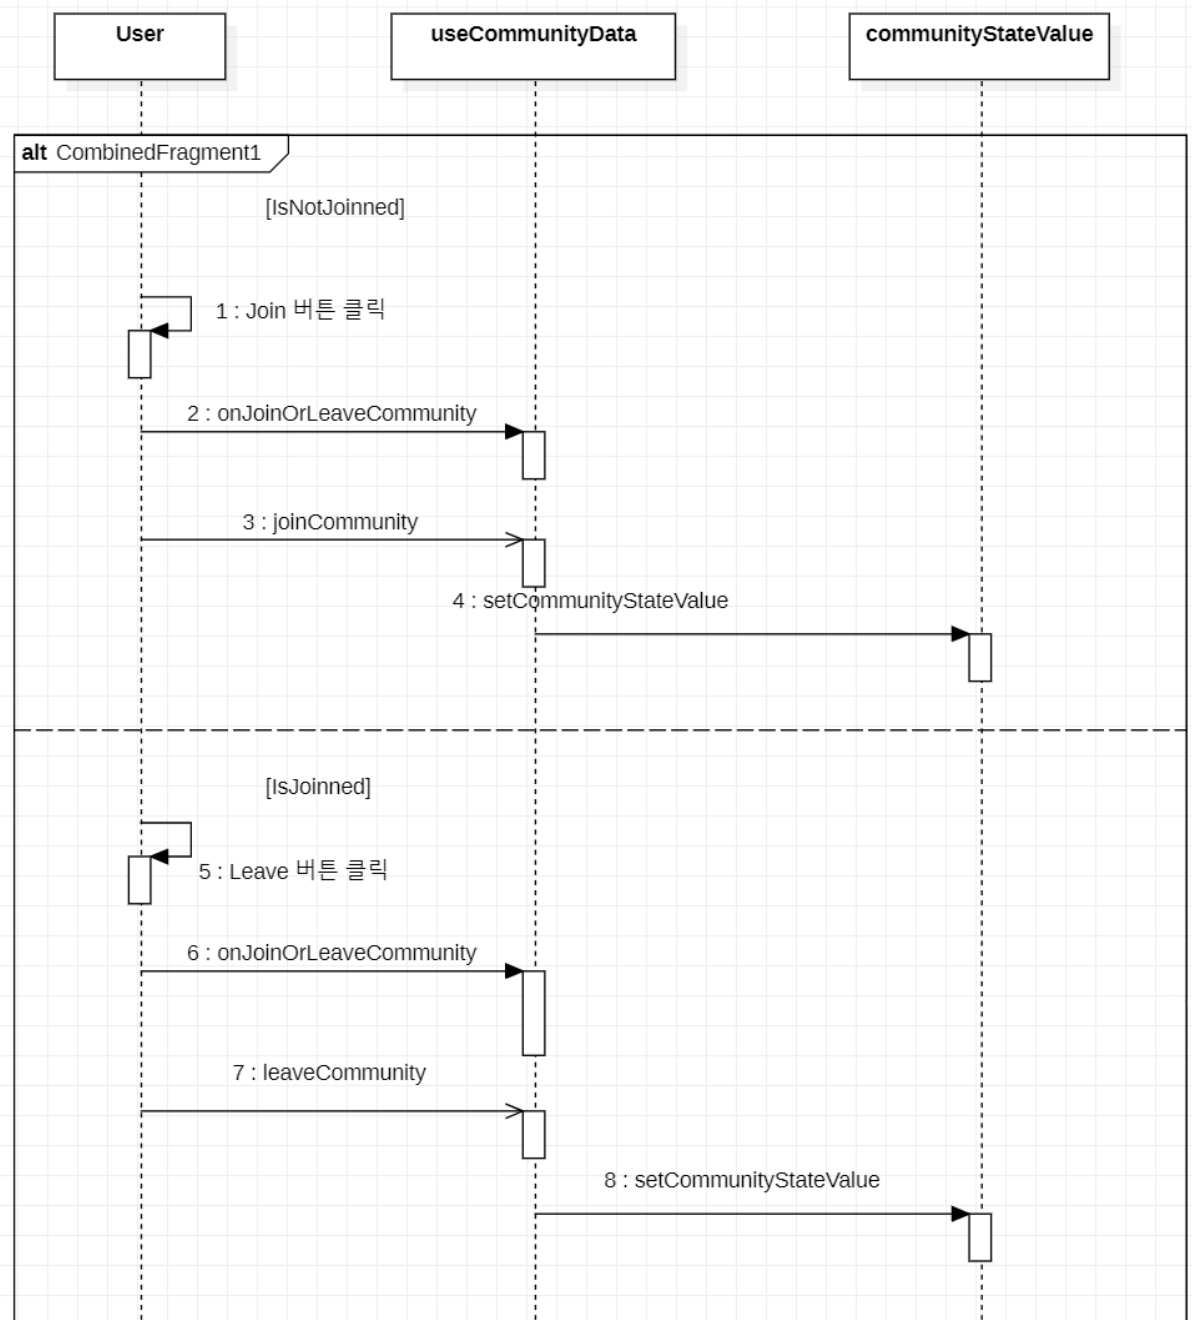 User
useCommunityData
communityStateValue
alt CombinedFragment1
[IsNotJoinned]
1 : Join 버튼 클릭
2 : onJoinOrLeaveCommunity
3 : joinCommunity
4 : setCommunityStateValue
[IsJoinned]
5 : Leave 버튼 클릭
6 : onJoinOrLeaveCommunity
7 : leaveCommunity
8 : setCommunityStateValue